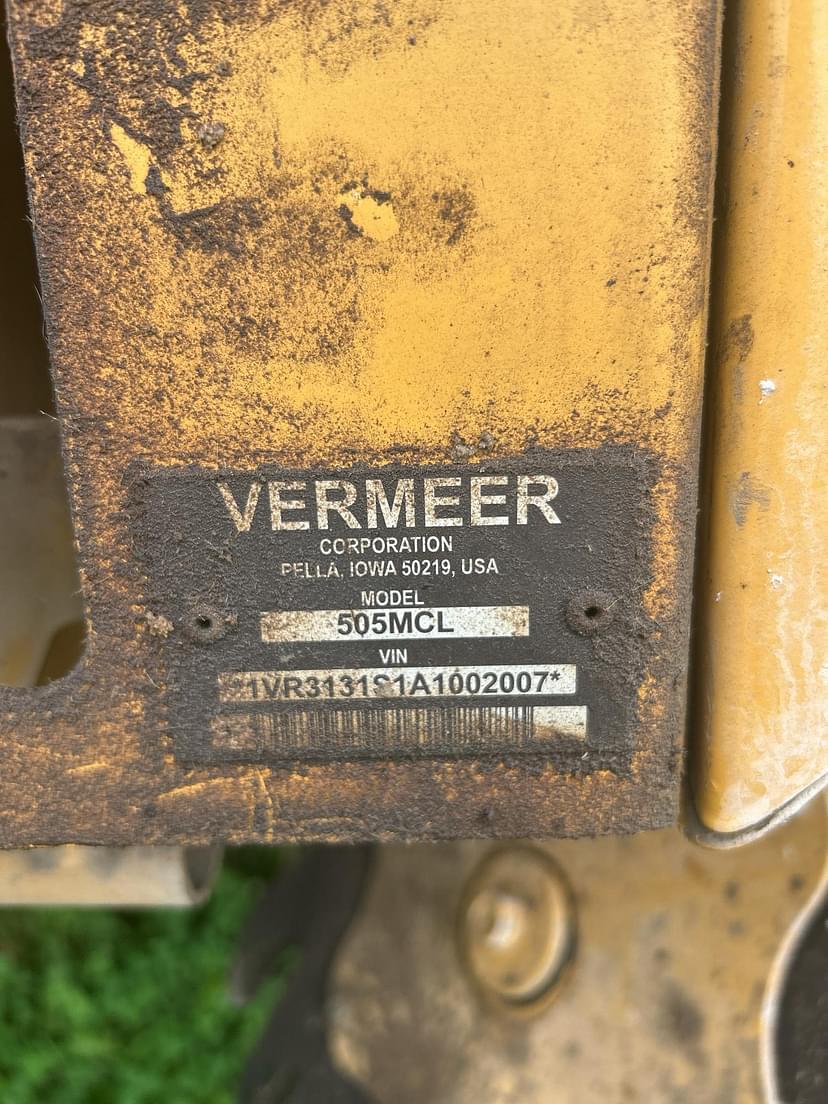 VERMEER
CORPORATION
PELLA, IOWA 50219, USA
MODEL
505MCL
VIN
*1VR3131S1A1002007*